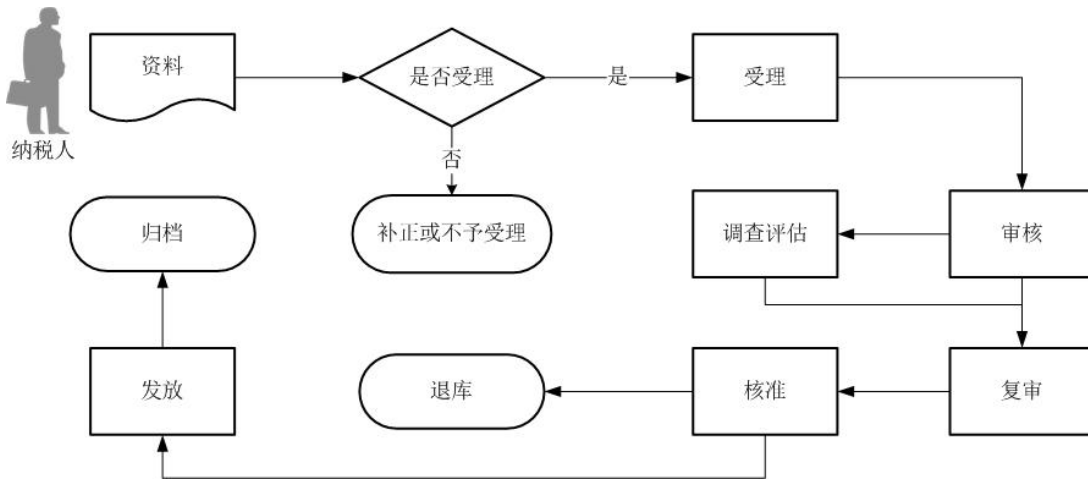 资料
是否受理
是
受理
纳税人
否
归档
补正或不予受理
调查评估
审核
发放
退库
核准
复审